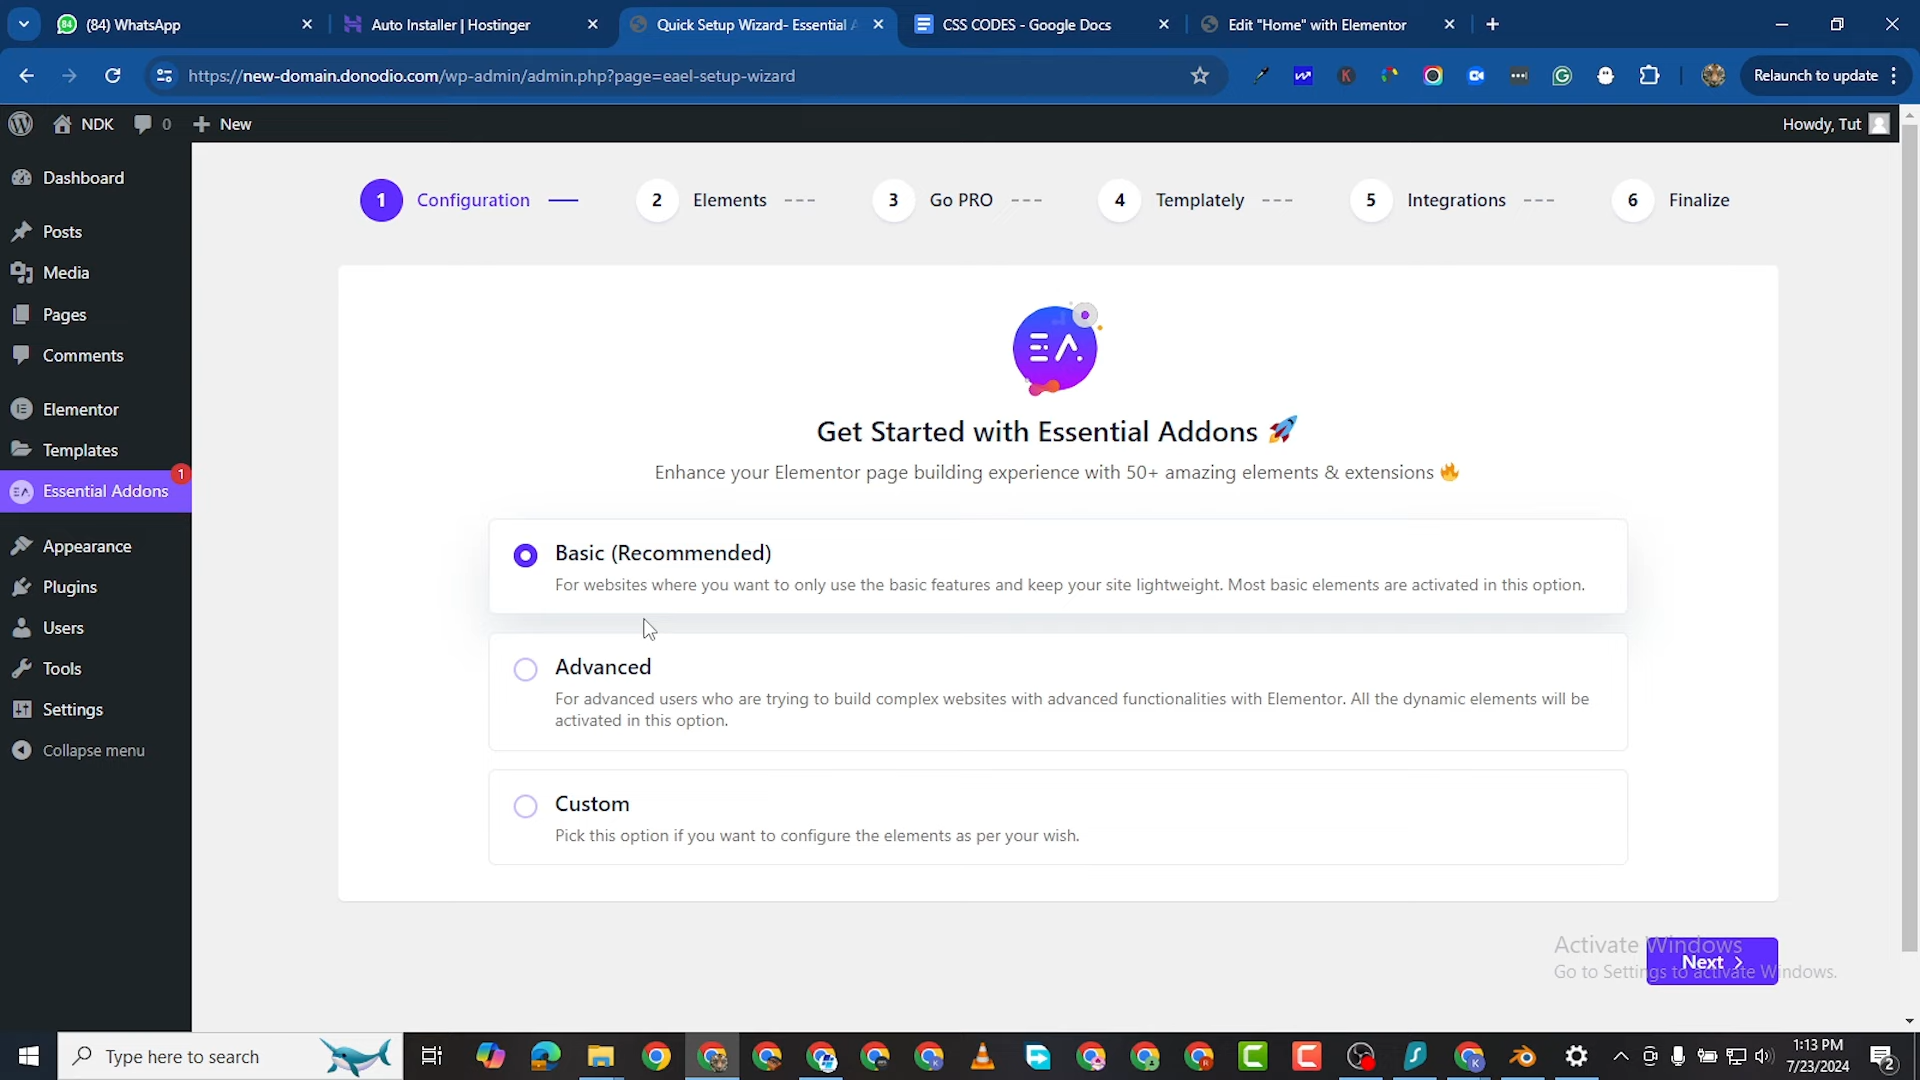 (84) WhatsApp
Auto Installer | Hostinger
Quick Setup Wizard- Essential A
CSS CODES - Google Docs
Edit "Home" with Elementor
https://new-domain.donodio.com/wp-admin/admin.php?page=eael-setup-wizard
Relaunch to update
NDK
0
New
Howdy, Tut
Dashboard
Posts
Media
Pages
Comments
Elementor
Templates
Essential Addons
1
Appearance
Plugins
Users
Tools
Settings
Collapse menu
1 Configuration
2 Elements
3 Go PRO
4 Templately
5 Integrations
6 Finalize
EA
Get Started with Essential Addons 🚀
Enhance your Elementor page building experience with 50+ amazing elements & extensions 🔥
Basic (Recommended)
For websites where you want to only use the basic features and keep your site lightweight. Most basic elements are activated in this option.
Advanced
For advanced users who are trying to build complex websites with advanced functionalities with Elementor. All the dynamic elements will be
activated in this option.
Custom
Pick this option if you want to configure the elements as per your wish.
Next
Activate Windows
Go to Settings to activate Windows.
Type here to search
1:13 PM
7/23/2024
2